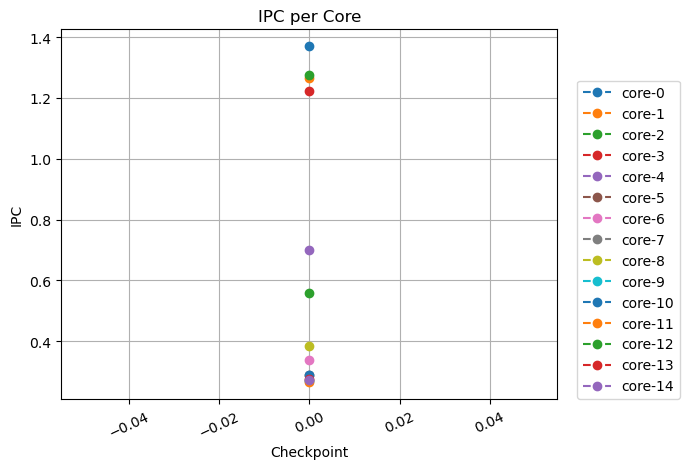 IPC per Core
IPC
1.4
1.2
1.0
0.8
0.6
0.4
−0.04
−0.02
0.00
0.02
0.04
Checkpoint
core-0
core-1
core-2
core-3
core-4
core-5
core-6
core-7
core-8
core-9
core-10
core-11
core-12
core-13
core-14